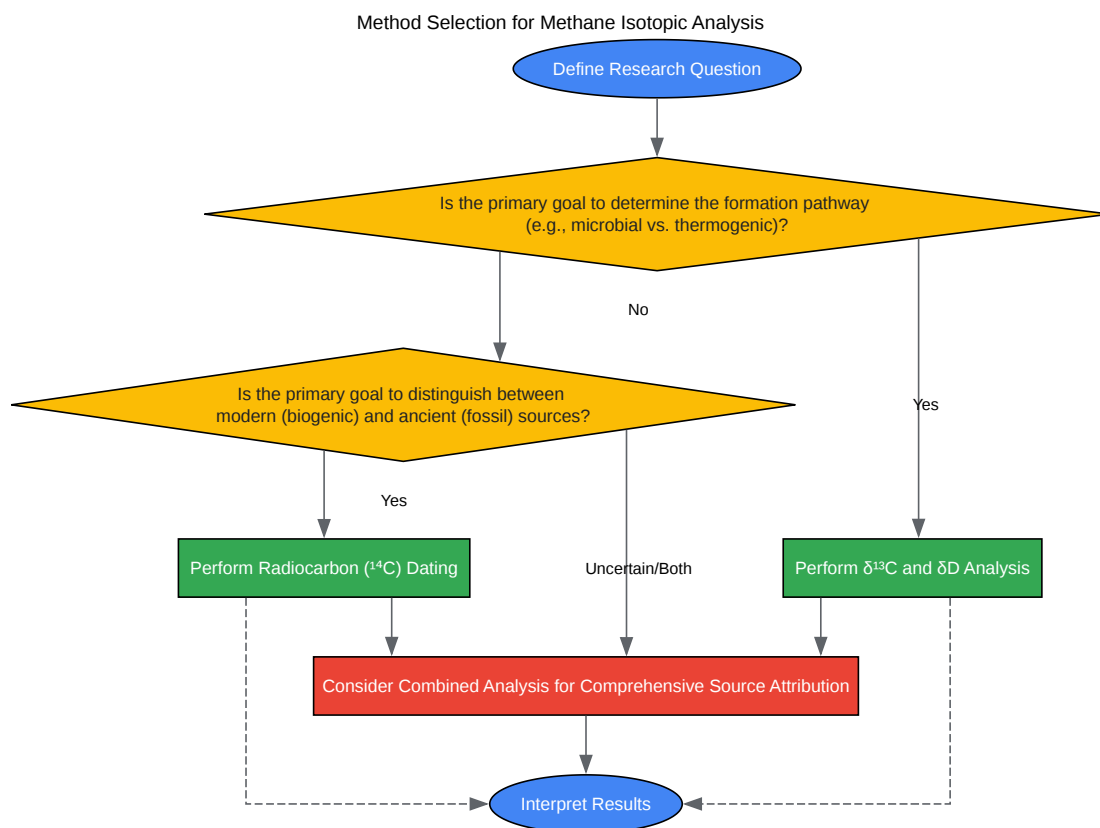 Method Selection for Methane Isotopic Analysis
Define Research Question
Is the primary goal to determine the formation pathway
(e.g., microbial vs. thermogenic)?
No
Is the primary goal to distinguish between
modern (biogenic) and ancient (fossil) sources?
Yes
Yes
Perform Radiocarbon (¹⁴C) Dating
Uncertain/Both
Perform δ¹³C and δD Analysis
Consider Combined Analysis for Comprehensive Source Attribution
Interpret Results